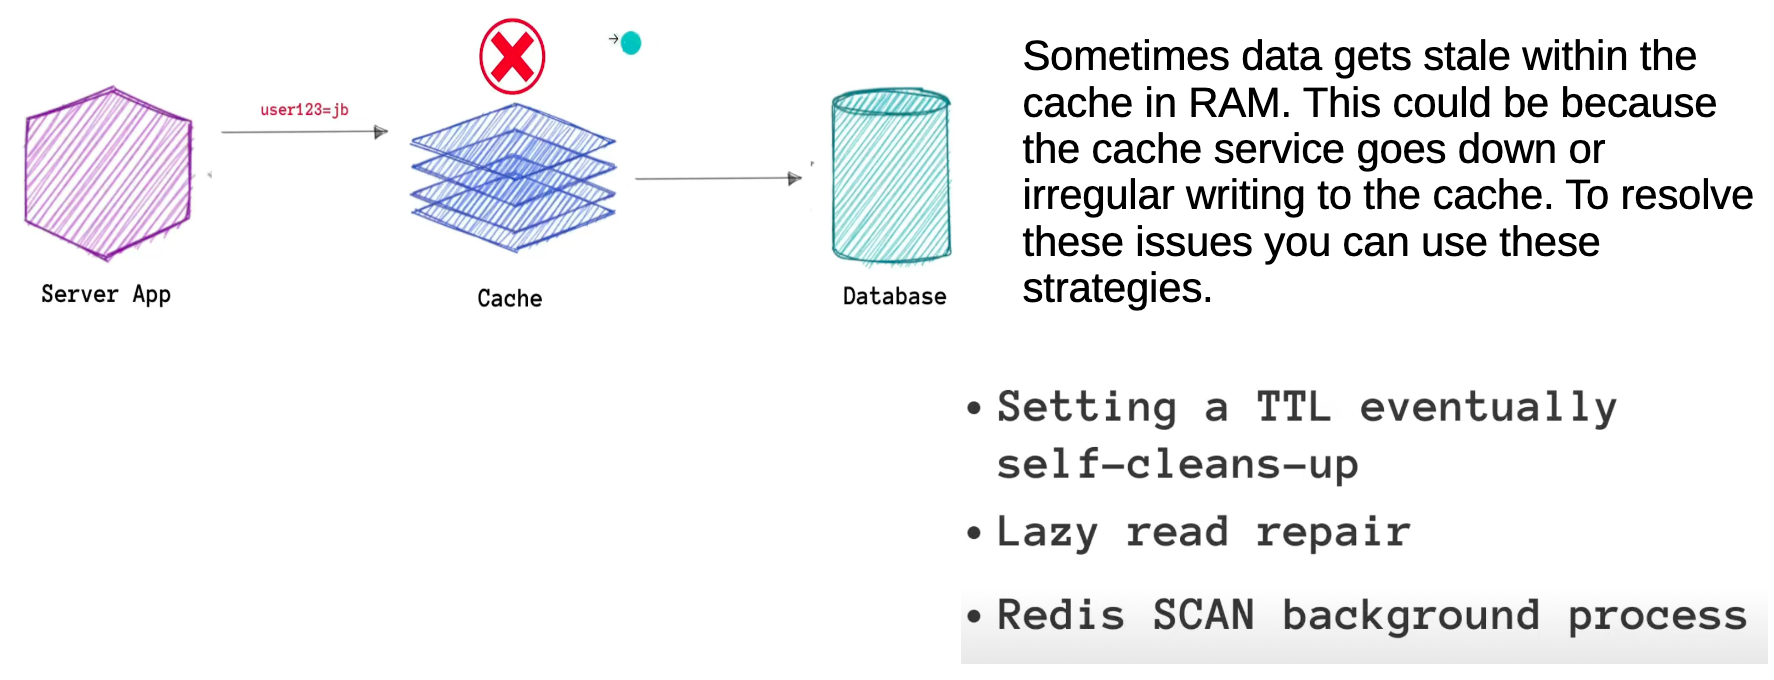 user123=jb
Server App
Cache
Database
Sometimes data gets stale within the
cache in RAM. This could be because
the cache service goes down or
irregular writing to the cache. To resolve
these issues you can use these
strategies.
• Setting a TTL eventually
self-cleans-up
• Lazy read repair
• Redis SCAN background process